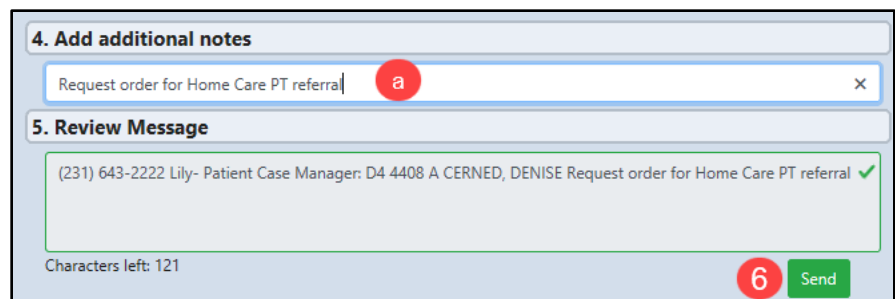 4. Add additional notes
Request order for Home Care PT referral a ×
5. Review Message
(231) 643-2222 Lily- Patient Case Manager: D4 4408 A CERNED, DENISE Request order for Home Care PT referral ✓
Characters left: 121
6 Send